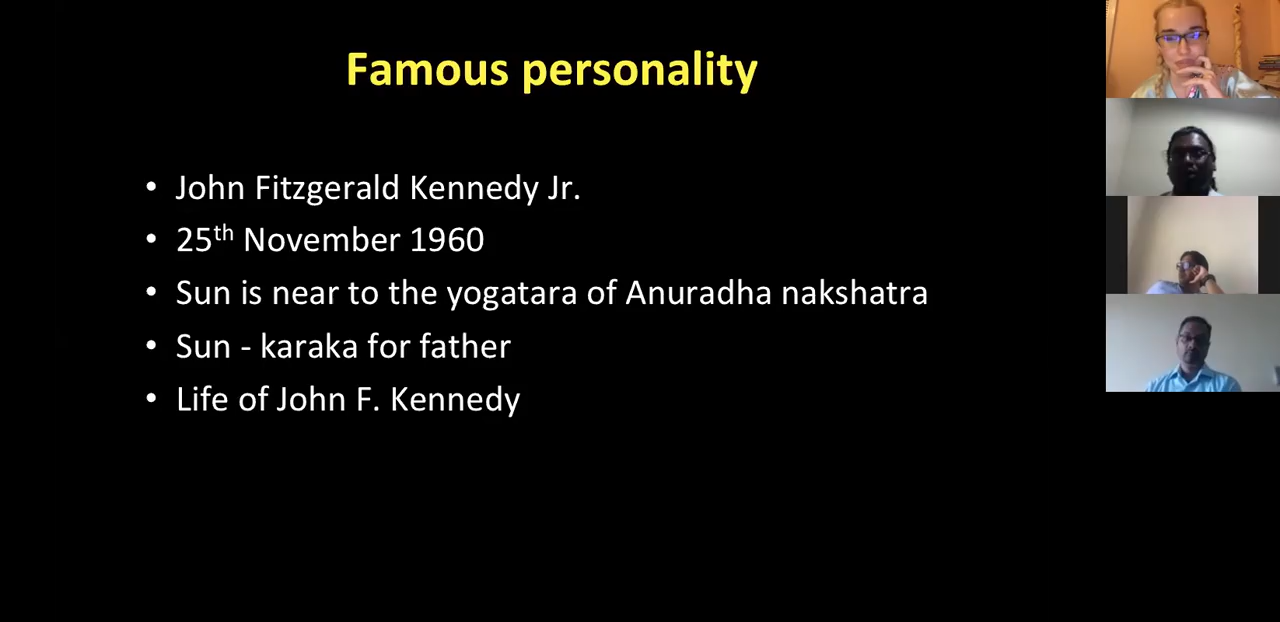 Famous personality
• John Fitzgerald Kennedy Jr.
• 25th November 1960
• Sun is near to the yogatara of Anuradha nakshatra
• Sun - karaka for father
• Life of John F. Kennedy